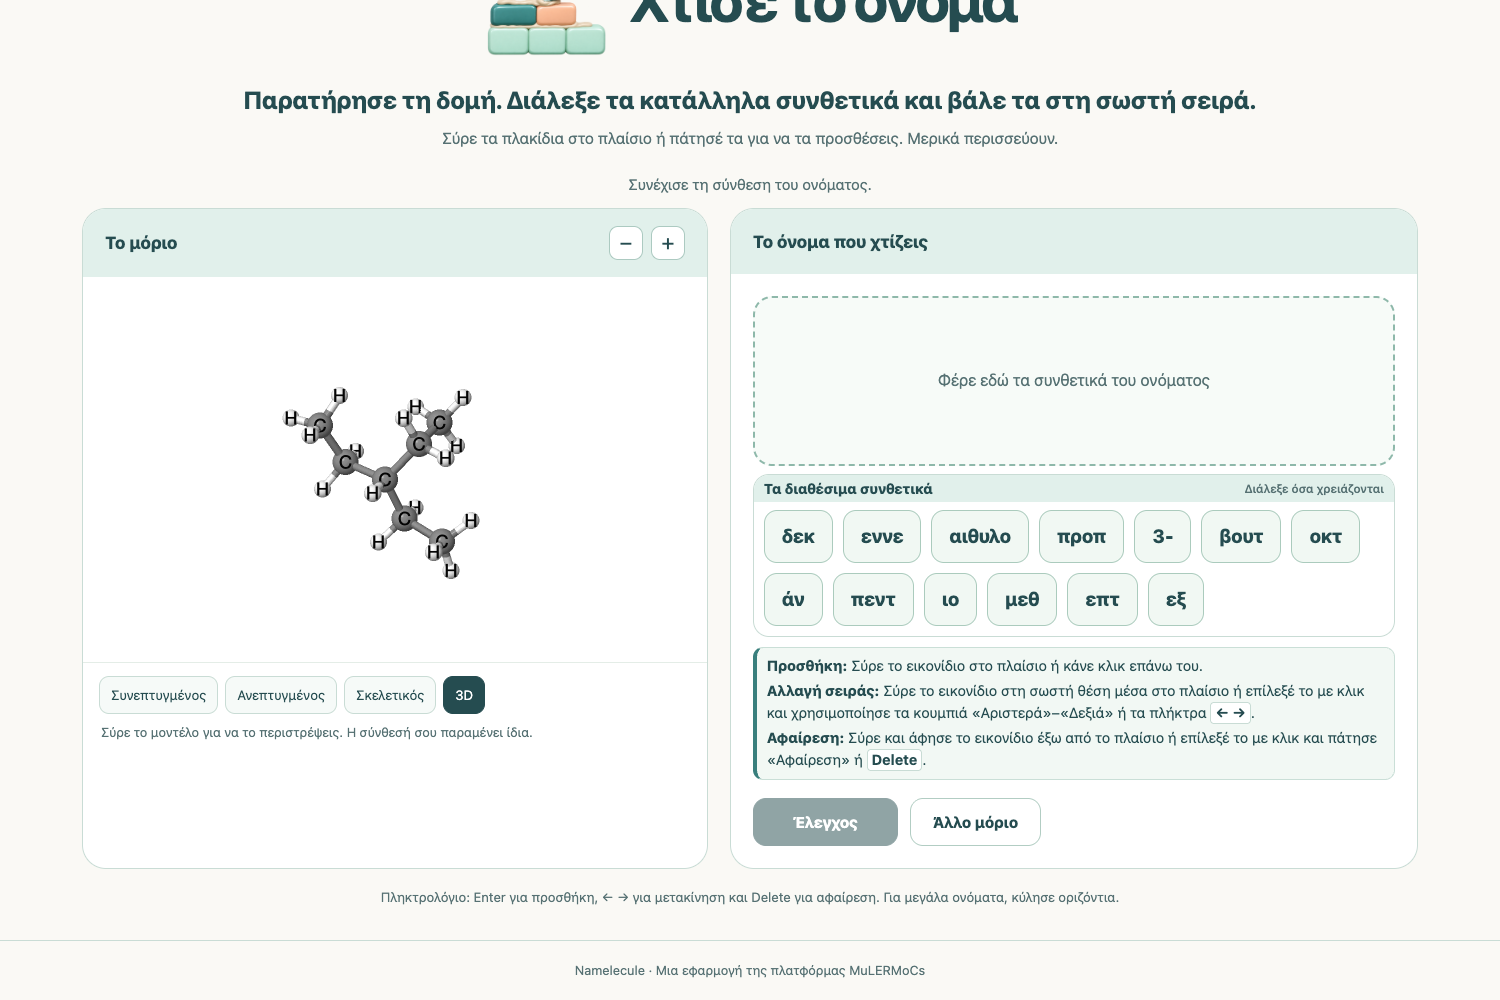 Χτίσε το όνομα
Παρατήρησε τη δομή. Διάλεξε τα κατάλληλα συνθετικά και βάλε τα στη σωστή σειρά.
Σύρε τα πλακίδια στο πλαίσιο ή πάτησέ τα για να τα προσθέσεις. Μερικά περισσεύουν.
Συνέχισε τη σύνθεση του ονόματος.
Το μόριο
−
+
H
H
H
C
H
C
H
H
H
C
H
H
H
C
H
C
H
H
C
H
H
C
H
H
H
Συνεπτυγμένος
Ανεπτυγμένος
Σκελετικός
3D
Σύρε το μοντέλο για να το περιστρέψεις. Η σύνθεσή σου παραμένει ίδια.
Το όνομα που χτίζεις
Φέρε εδώ τα συνθετικά του ονόματος
Τα διαθέσιμα συνθετικά
Διάλεξε όσα χρειάζονται
δεκ
εννε
αιθυλο
προπ
3-
βουτ
οκτ
άν
πεντ
ιο
μεθ
επτ
εξ
Προσθήκη: Σύρε το εικονίδιο στο πλαίσιο ή κάνε κλικ επάνω του.
Αλλαγή σειράς: Σύρε το εικονίδιο στη σωστή θέση μέσα στο πλαίσιο ή επίλεξέ το με κλικ
και χρησιμοποίησε τα κουμπιά «Αριστερά»–«Δεξιά» ή τα πλήκτρα ← → .
Αφαίρεση: Σύρε και άφησε το εικονίδιο έξω από το πλαίσιο ή επίλεξέ το με κλικ και πάτησε
«Αφαίρεση» ή Delete .
Έλεγχος
Άλλο μόριο
Πληκτρολόγιο: Enter για προσθήκη, ← → για μετακίνηση και Delete για αφαίρεση. Για μεγάλα ονόματα, κύλησε οριζόντια.
Namelecule · Μια εφαρμογή της πλατφόρμας MuLERMoCs